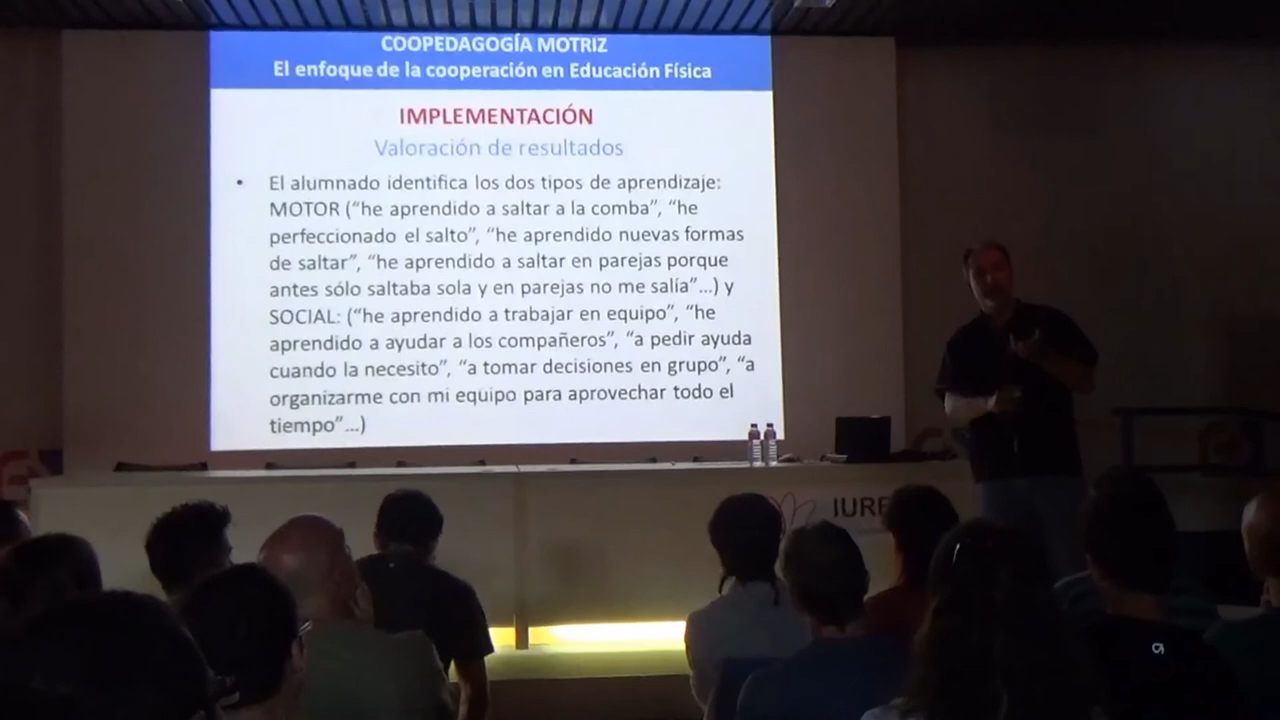 COOPEDAGOGÍA MOTRIZ
El enfoque de la cooperación en Educación Física
IMPLEMENTACIÓN
Valoración de resultados
• El alumnado identifica los dos tipos de aprendizaje:
MOTOR (“he aprendido a saltar a la comba”, “he
perfeccionado el salto”, “he aprendido nuevas formas
de saltar”, “he aprendido a saltar en parejas porque
antes sólo saltaba sola y en parejas no me salía”...) y
SOCIAL: (“he aprendido a trabajar en equipo”, “he
aprendido a ayudar a los compañeros”, “a pedir ayuda
cuando la necesito”, “a tomar decisiones en grupo”, “a
organizarme con mi equipo para aprovechar todo el
tiempo”...)